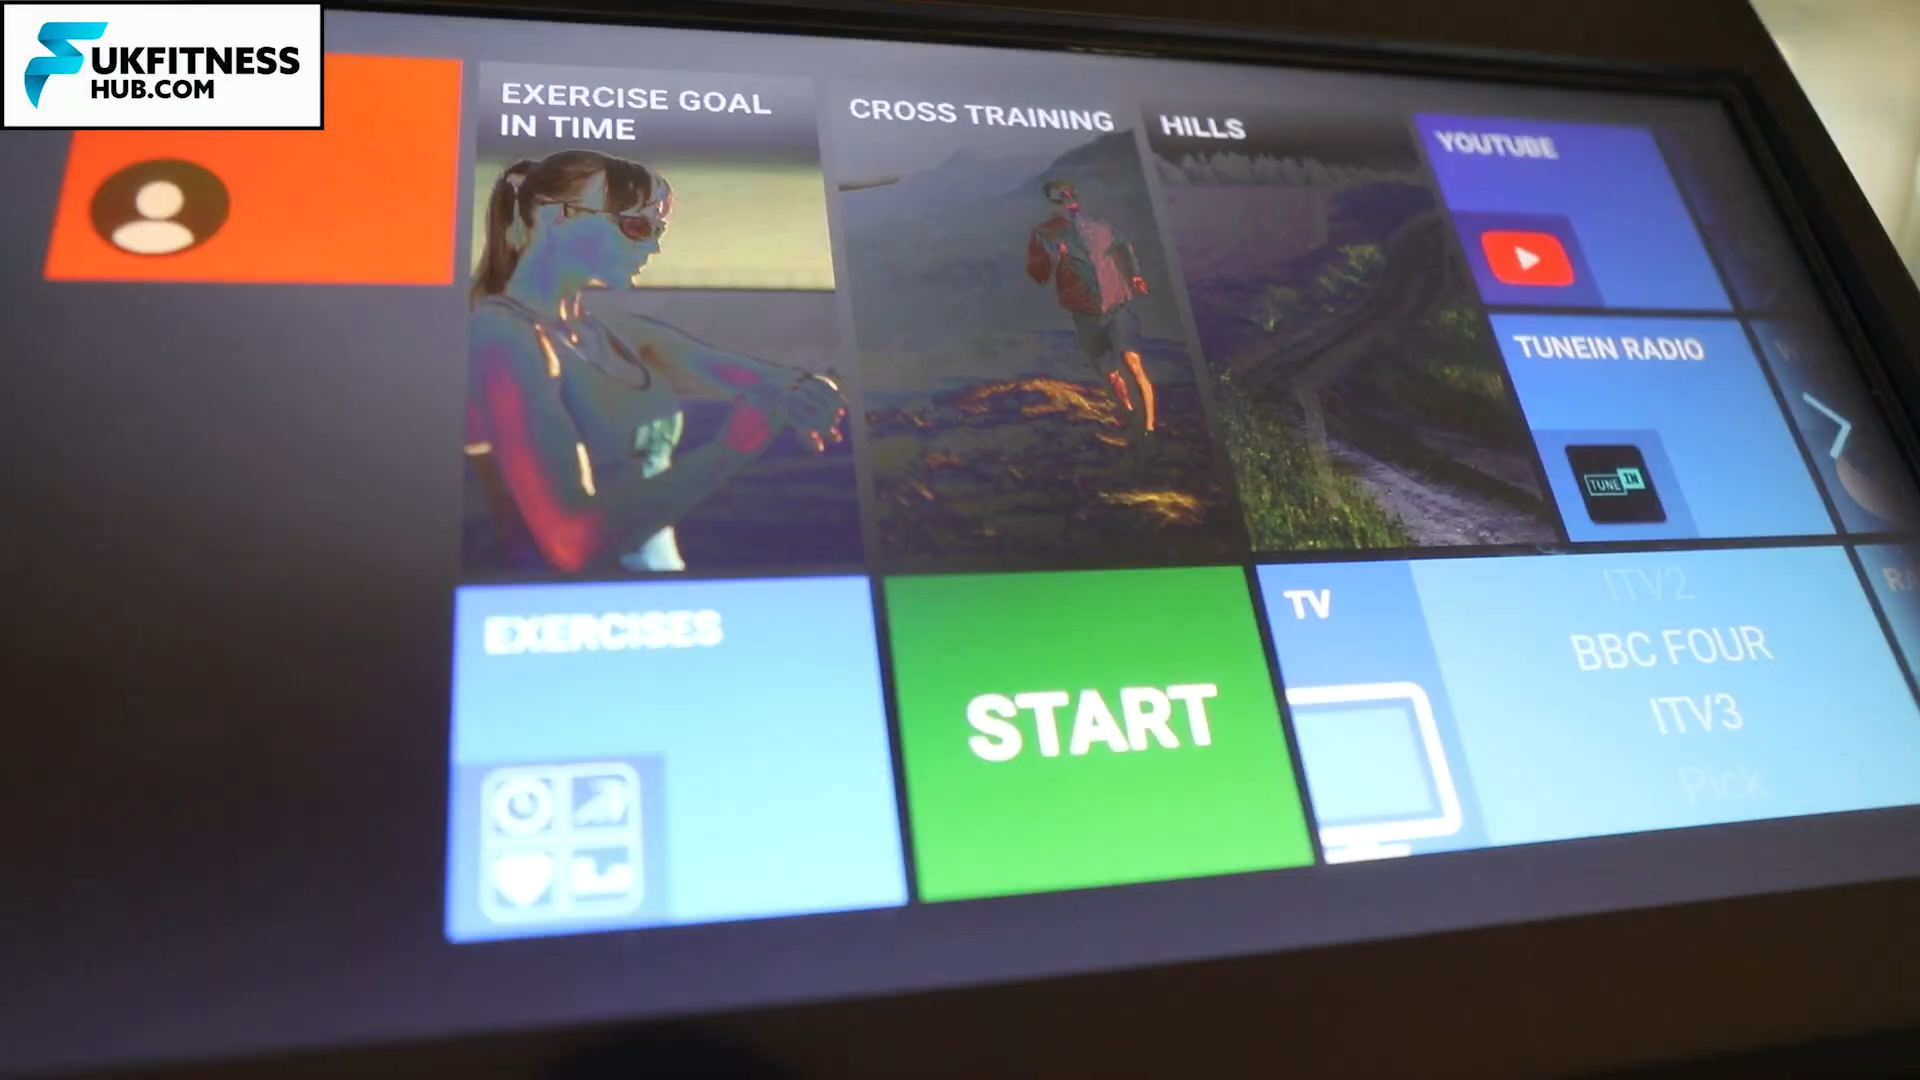 UKFITNESS
HUB.COM
EXERCISE GOAL
IN TIME
CROSS TRAINING
HILLS
YOUTUBE
TUNEIN RADIO
TUNE IN
EXERCISES
START
TV
ITV2
BBC FOUR
ITV3
Pick